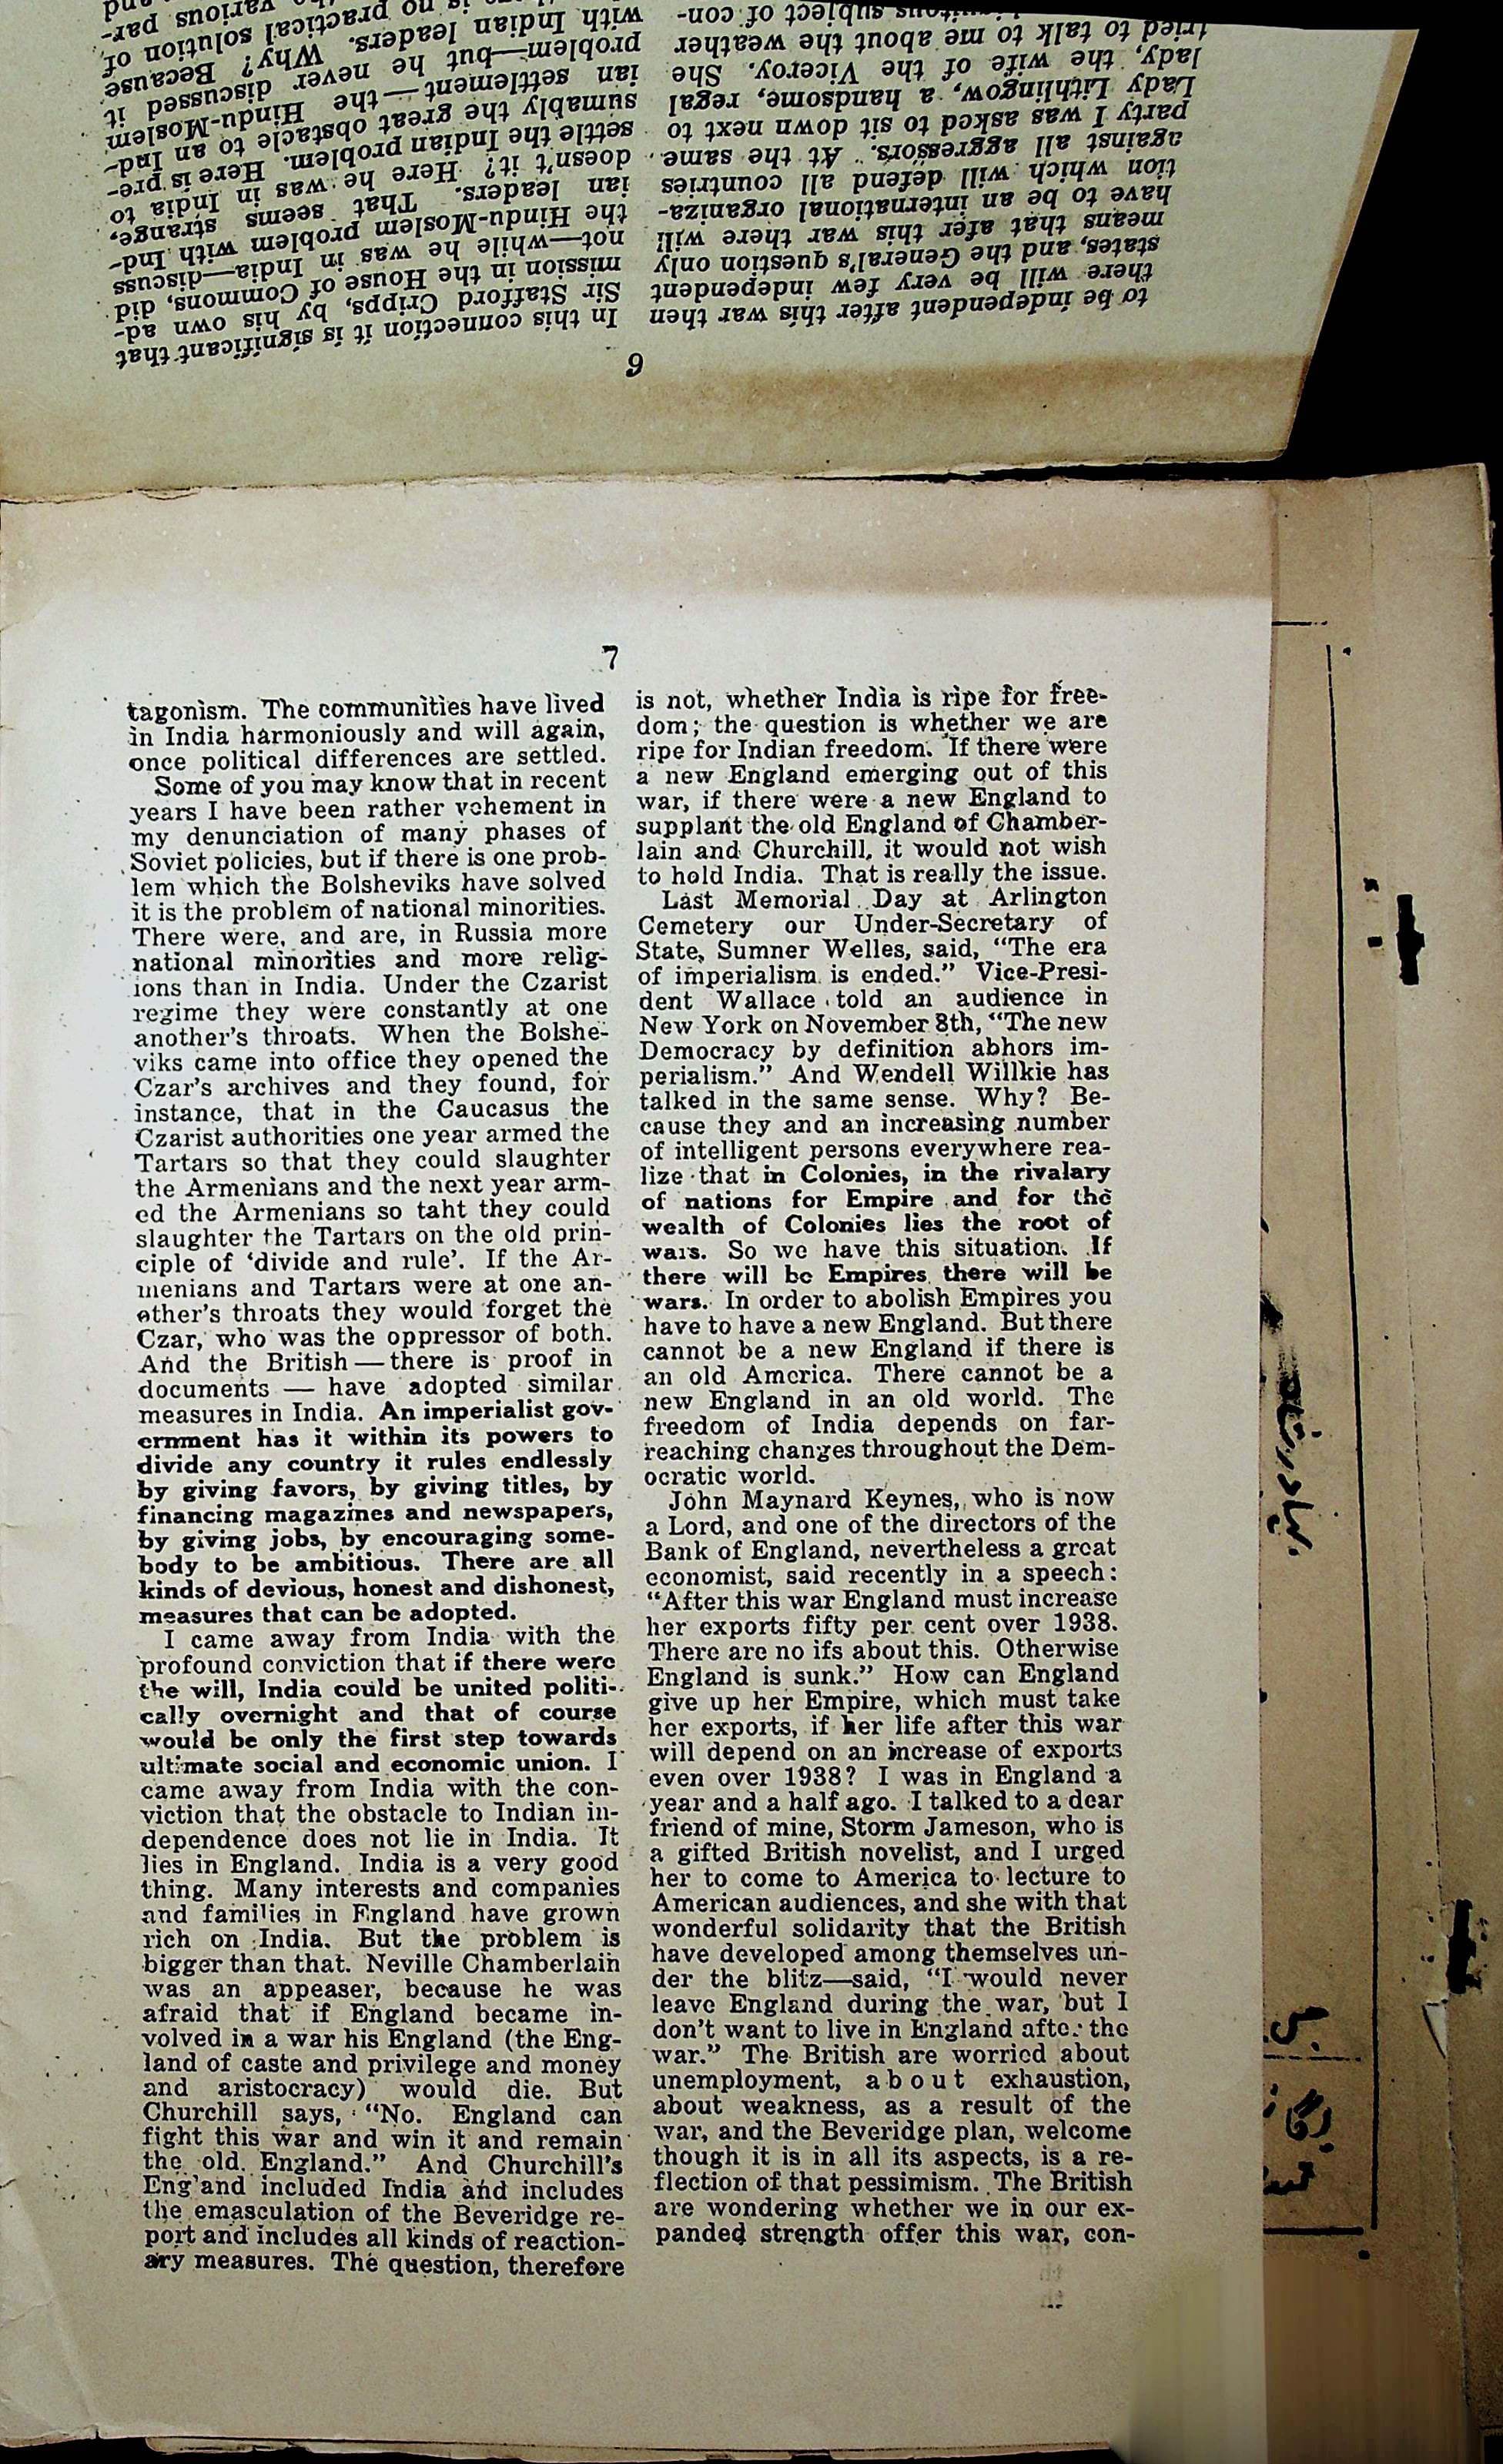 6
to be independent after this war then
there will be very few independent
states, and the General's question only
means that afer this war there will
have to be an international organiza-
tion which will defend all countries
against all aggressors. At the same
party I was asked to sit down next to
Lady Lithlingow, a handsome, regal
lady, the wife of the Viceroy. She
tried to talk to me about the weather
subject of con-
In this connection it is significant that
Sir Stafford Cripps, by his own ad-
mission in the House of Commons, did
not—while he was in India—discuss
the Hindu-Moslem problem with Ind-
ian leaders. That seems strange,
doesn't it? Here he was in India to
settle the Indian problem. Here is pre-
sumably the great obstacle to an Ind-
ian settlement — the Hindu-Moslem
problem—but he never discussed it
with Indian leaders. Why? Because
is no practical solution of
various par-
and
7
tagonism. The communities have lived
in India harmoniously and will again,
once political differences are settled.
Some of you may know that in recent
years I have been rather vehement in
my denunciation of many phases of
Soviet policies, but if there is one prob-
lem which the Bolsheviks have solved
it is the problem of national minorities.
There were, and are, in Russia more
national minorities and more relig-
ions than in India. Under the Czarist
regime they were constantly at one
another's throats. When the Bolshe-
viks came into office they opened the
Czar's archives and they found, for
instance, that in the Caucasus the
Czarist authorities one year armed the
Tartars so that they could slaughter
the Armenians and the next year arm-
ed the Armenians so taht they could
slaughter the Tartars on the old prin-
ciple of 'divide and rule'. If the Ar-
menians and Tartars were at one an-
other's throats they would forget the
Czar, who was the oppressor of both.
And the British — there is proof in
documents — have adopted similar
measures in India. An imperialist gov-
ernment has it within its powers to
divide any country it rules endlessly
by giving favors, by giving titles, by
financing magazines and newspapers,
by giving jobs, by encouraging some-
body to be ambitious. There are all
kinds of devious, honest and dishonest,
measures that can be adopted.
I came away from India with the
profound conviction that if there were
the will, India could be united politi-
cally overnight and that of course
would be only the first step towards
ultimate social and economic union. I
came away from India with the con-
viction that the obstacle to Indian in-
dependence does not lie in India. It
lies in England. India is a very good
thing. Many interests and companies
and families in England have grown
rich on India. But the problem is
bigger than that. Neville Chamberlain
was an appeaser, because he was
afraid that if England became in-
volved in a war his England (the Eng-
land of caste and privilege and money
and aristocracy) would die. But
Churchill says, "No. England can
fight this war and win it and remain
the old England." And Churchill's
England included India and includes
the emasculation of the Beveridge re-
port and includes all kinds of reaction-
ary measures. The question, therefore
is not, whether India is ripe for free-
dom; the question is whether we are
ripe for Indian freedom. If there were
a new England emerging out of this
war, if there were a new England to
supplant the old England of Chamber-
lain and Churchill, it would not wish
to hold India. That is really the issue.
Last Memorial Day at Arlington
Cemetery our Under-Secretary of
State, Sumner Welles, said, "The era
of imperialism is ended." Vice-Presi-
dent Wallace told an audience in
New York on November 8th, "The new
Democracy by definition abhors im-
perialism." And Wendell Willkie has
talked in the same sense. Why? Be-
cause they and an increasing number
of intelligent persons everywhere rea-
lize that in Colonies, in the rivalary
of nations for Empire and for the
wealth of Colonies lies the root of
wars. So we have this situation. If
there will be Empires there will be
wars. In order to abolish Empires you
have to have a new England. But there
cannot be a new England if there is
an old America. There cannot be a
new England in an old world. The
freedom of India depends on far-
reaching changes throughout the Dem-
ocratic world.
John Maynard Keynes, who is now
a Lord, and one of the directors of the
Bank of England, nevertheless a great
economist, said recently in a speech:
"After this war England must increase
her exports fifty per cent over 1938.
There are no ifs about this. Otherwise
England is sunk." How can England
give up her Empire, which must take
her exports, if her life after this war
will depend on an increase of exports
even over 1938? I was in England a
year and a half ago. I talked to a dear
friend of mine, Storm Jameson, who is
a gifted British novelist, and I urged
her to come to America to lecture to
American audiences, and she with that
wonderful solidarity that the British
have developed among themselves un-
der the blitz—said, "I would never
leave England during the war, but I
don't want to live in England after the
war." The British are worried about
unemployment, about exhaustion,
about weakness, as a result of the
war, and the Beveridge plan, welcome
though it is in all its aspects, is a re-
flection of that pessimism. The British
are wondering whether we in our ex-
panded strength offer this war, con-